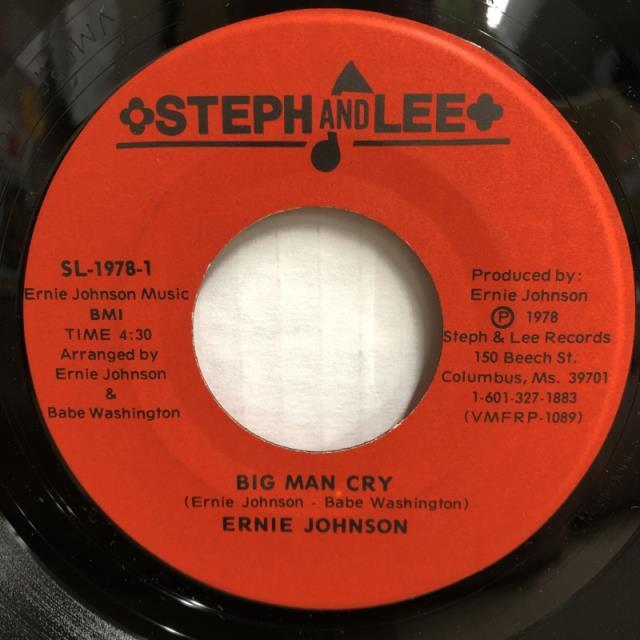 STEPH AND LEE
SL-1978-1
Ernie Johnson Music
BMI
TIME 4:30
Arranged by
Ernie Johnson
&
Babe Washington
Produced by:
Ernie Johnson
Ⓟ 1978
Steph & Lee Records
150 Beech St.
Columbus, Ms. 39701
1-601-327-1883
(VMFRP-1089)
BIG MAN CRY
(Ernie Johnson - Babe Washington)
ERNIE JOHNSON